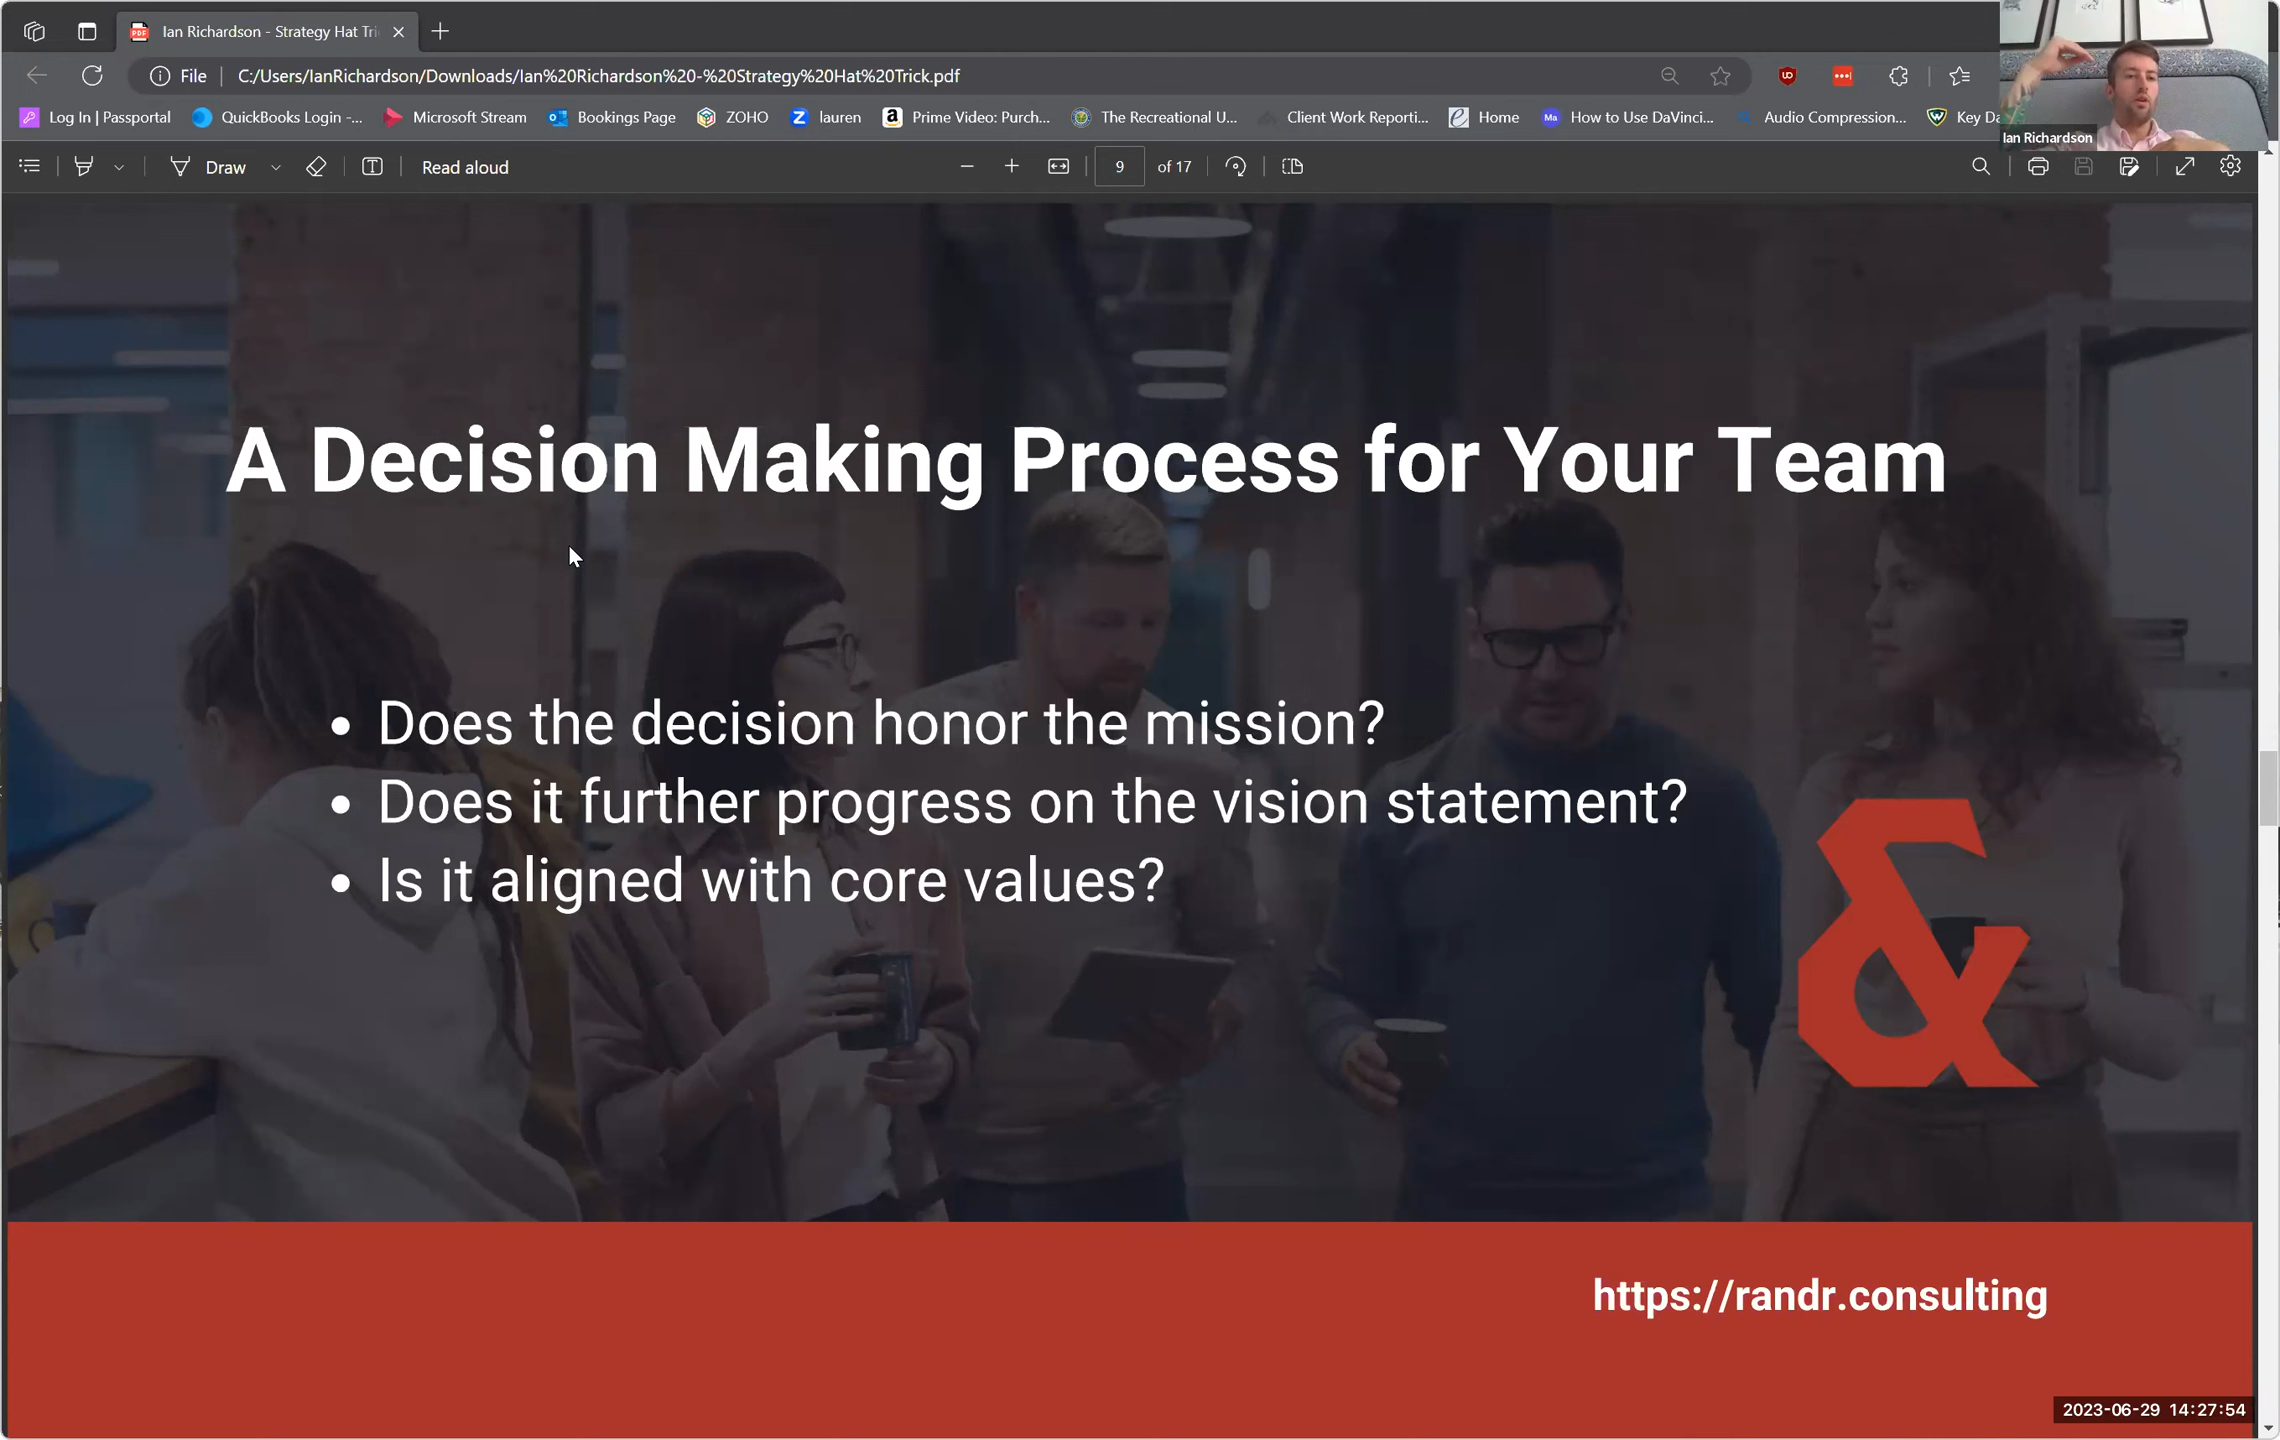 Ian Richardson - Strategy Hat Tri
File
C:/Users/IanRichardson/Downloads/Ian%20Richardson%20-%20Strategy%20Hat%20Trick.pdf
Log In | Passportal
QuickBooks Login -...
Microsoft Stream
Bookings Page
ZOHO
lauren
Prime Video: Purch...
The Recreational U...
Client Work Reporti...
Home
How to Use DaVinci...
Audio Compression...
Key Da
Ian Richardson
Draw
Read aloud
9 of 17
A Decision Making Process for Your Team
• Does the decision honor the mission?
• Does it further progress on the vision statement?
• Is it aligned with core values?
&
https://randr.consulting
2023-06-29 14:27:54